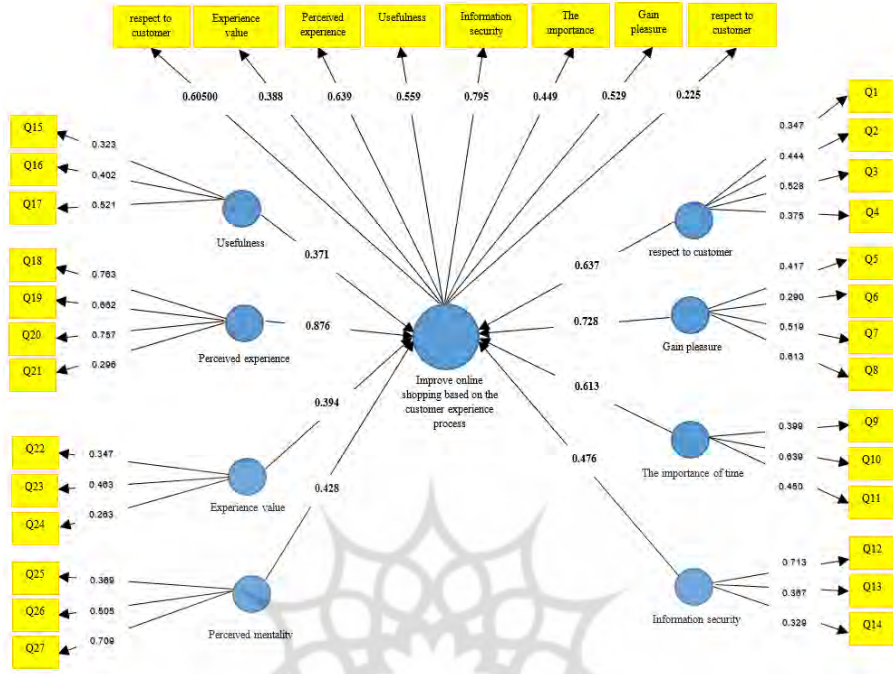 respect to
customer
Experience
value
Perceived
experience
Usefulness
Information
security
The
importance
Gain
pleasure
respect to
customer
0.60500
0.388
0.639
0.559
0.795
0.449
0.529
0.225
Q15
Q16
Q17
0.323
0.402
0.521
Usefulness
0.371
Q18
Q19
Q20
Q21
0.763
0.662
0.757
0.296
Perceived experience
0.876
Q22
Q23
Q24
0.347
0.463
0.263
Experience value
0.394
Q25
Q26
Q27
0.369
0.505
0.709
Perceived mentality
0.428
Improve online
shopping based on the
customer experience
process
Q1
Q2
Q3
Q4
0.347
0.444
0.528
0.375
respect to customer
0.637
Q5
Q6
Q7
Q8
0.417
0.290
0.519
0.613
Gain pleasure
0.728
Q9
Q10
Q11
0.399
0.639
0.460
The importance of time
0.613
Q12
Q13
Q14
0.713
0.367
0.329
Information security
0.476